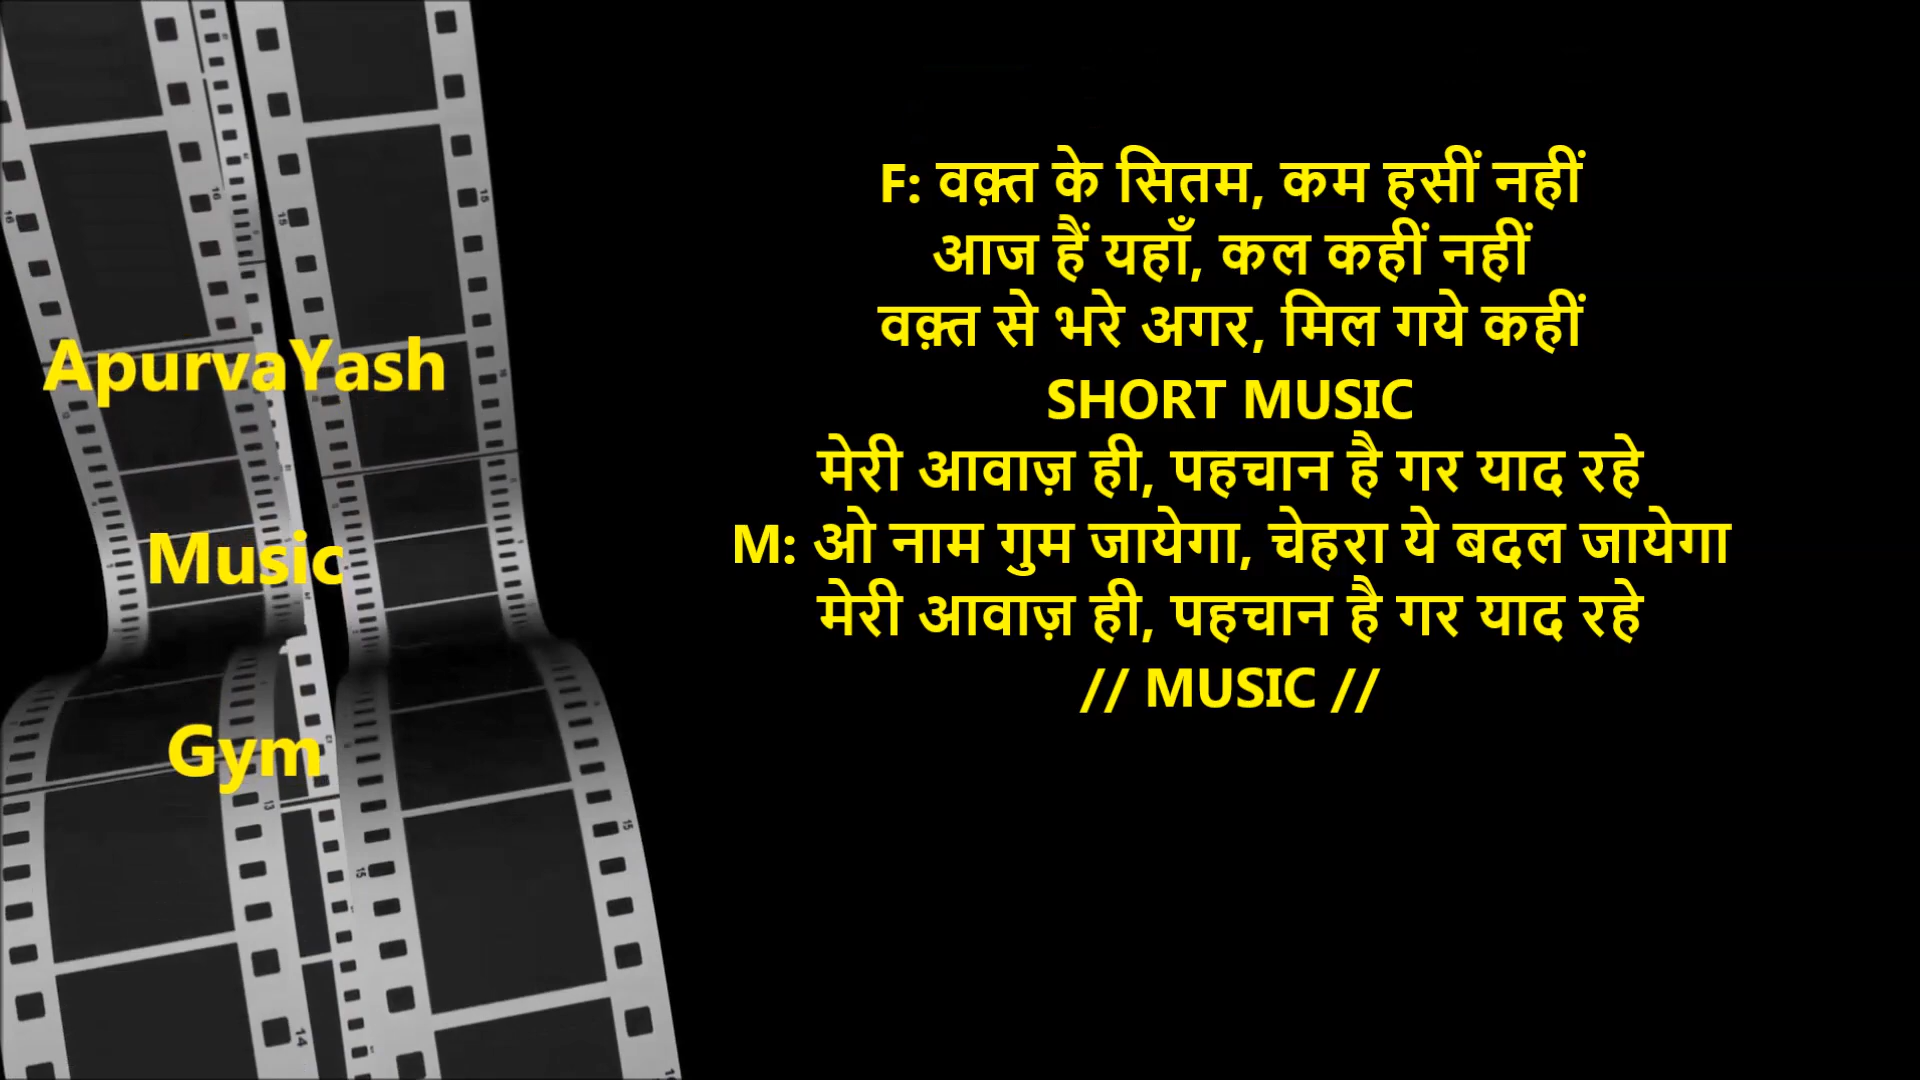 ApurvaYash
Music
Gym
F: वक़्त के सितम, कम हसीं नहीं
आज हैं यहाँ, कल कहीं नहीं
वक़्त से भरे अगर, मिल गये कहीं
SHORT MUSIC
मेरी आवाज़ ही, पहचान है गर याद रहे
M: ओ नाम गुम जायेगा, चेहरा ये बदल जायेगा
मेरी आवाज़ ही, पहचान है गर याद रहे
// MUSIC //